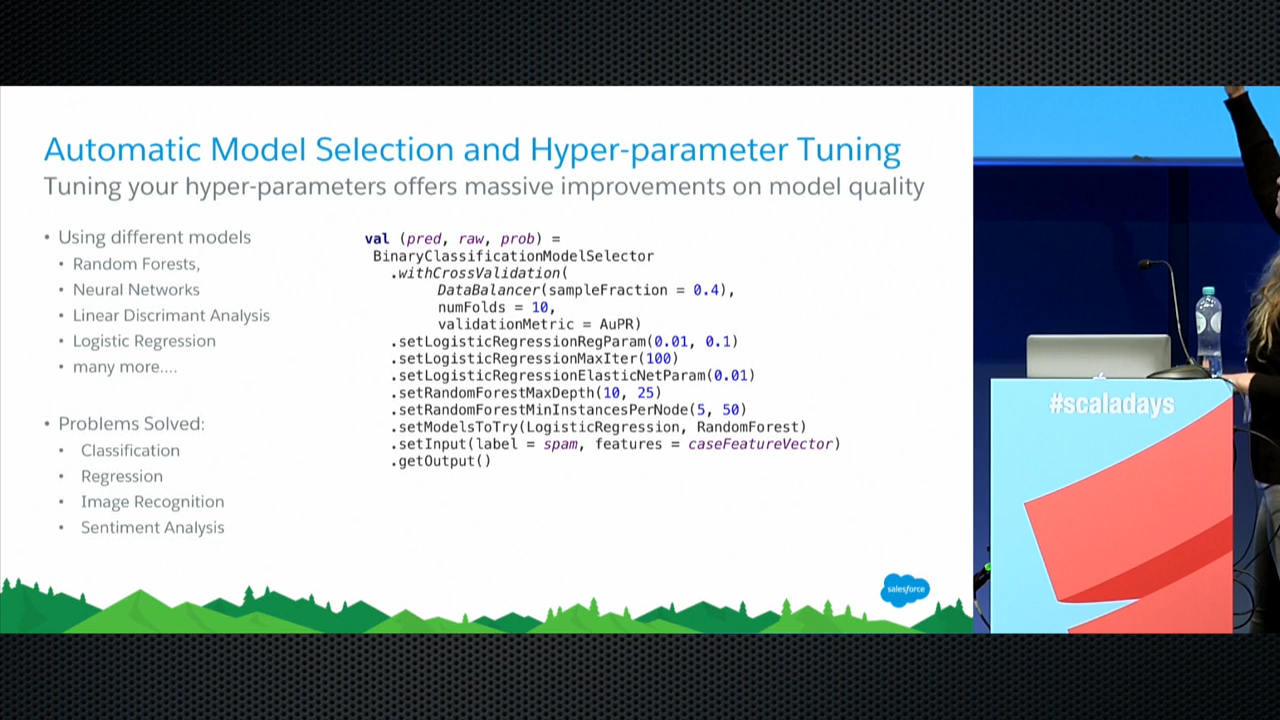 Automatic Model Selection and Hyper-parameter Tuning
Tuning your hyper-parameters offers massive improvements on model quality
• Using different models
• Random Forests,
• Neural Networks
• Linear Discrimant Analysis
• Logistic Regression
• many more....
• Problems Solved:
• Classification
• Regression
• Image Recognition
• Sentiment Analysis
val (pred, raw, prob) =
BinaryClassificationModelSelector
.withCrossValidation(
DataBalancer(sampleFraction = 0.4),
numFolds = 10,
validationMetric = AuPR)
.setLogisticRegressionRegParam(0.01, 0.1)
.setLogisticRegressionMaxIter(100)
.setLogisticRegressionElasticNetParam(0.01)
.setRandomForestMaxDepth(10, 25)
.setRandomForestMinInstancesPerNode(5, 50)
.setModelsToTry(LogisticRegression, RandomForest)
.setInput(label = spam, features = caseFeatureVector)
.getOutput()
salesforce
#scaladays